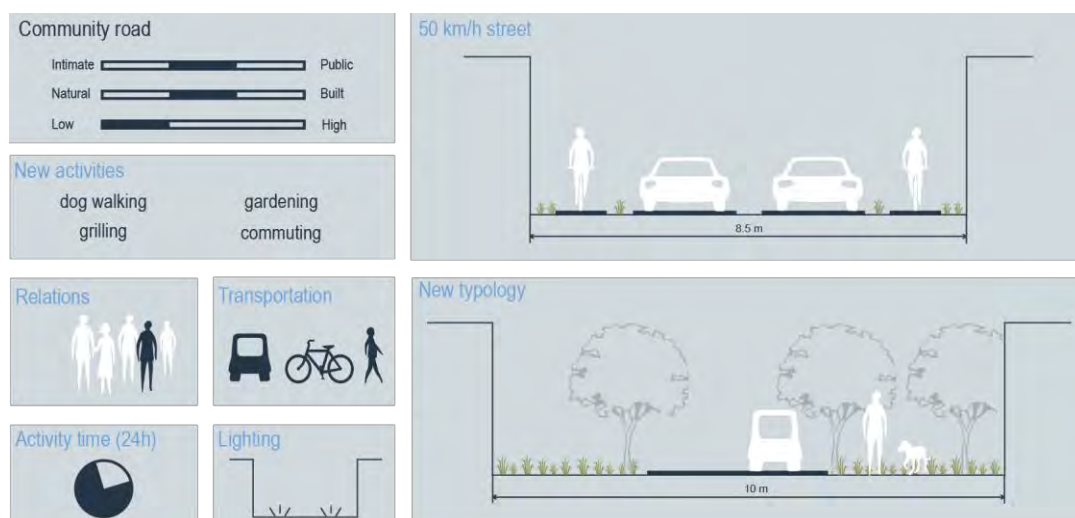 Community road
Intimate Public
Natural Built
Low High
New activities
dog walking gardening
grilling commuting
Relations
Transportation
Activity time (24h)
Lighting
50 km/h street
8.5 m
New typology
10 m